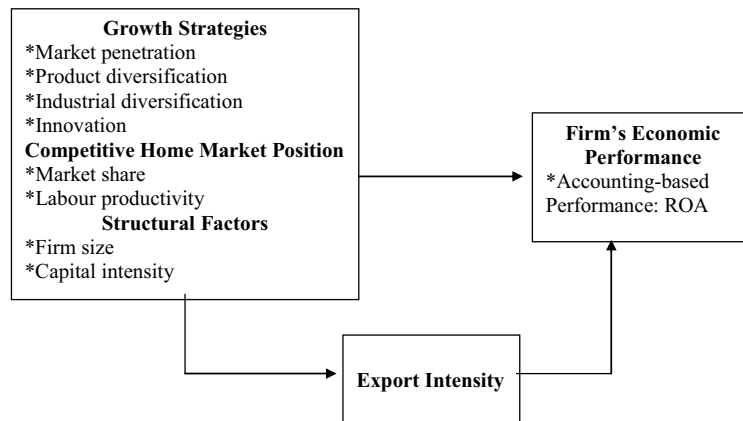 Growth Strategies
*Market penetration
*Product diversification
*Industrial diversification
*Innovation
Competitive Home Market Position
*Market share
*Labour productivity
Structural Factors
*Firm size
*Capital intensity
Firm's Economic
Performance
*Accounting-based
Performance: ROA
Export Intensity